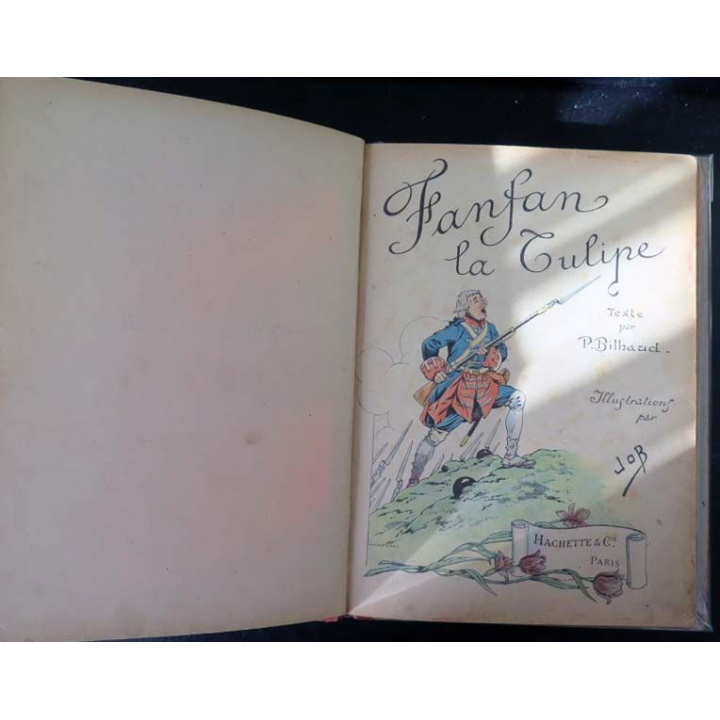 Fanfan
la Tulipe
Texte
par
P. Bilhaud.
Illustrations
par
JOB
HACHETTE & Cie
PARIS